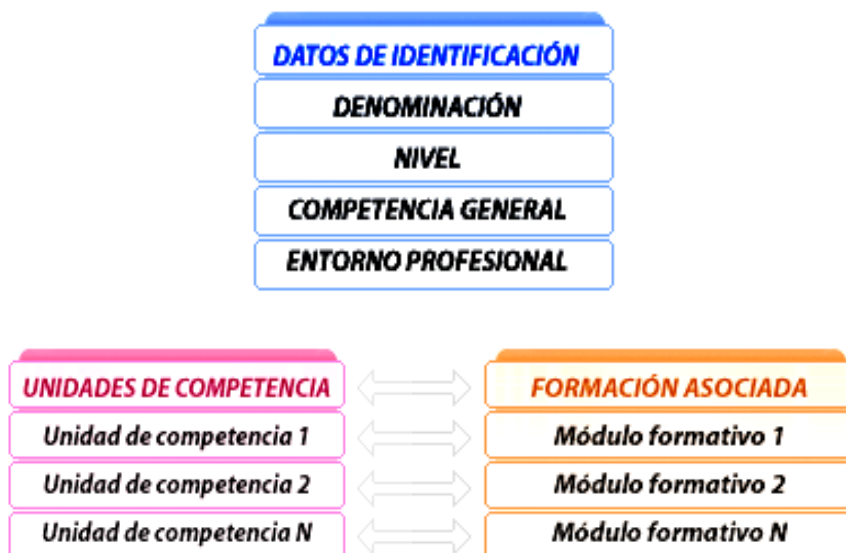 DATOS DE IDENTIFICACIÓN
DENOMINACIÓN
NIVEL
COMPETENCIA GENERAL
ENTORNO PROFESIONAL
UNIDADES DE COMPETENCIA
Unidad de competencia 1
Unidad de competencia 2
Unidad de competencia N
FORMACIÓN ASOCIADA
Módulo formativo 1
Módulo formativo 2
Módulo formativo N